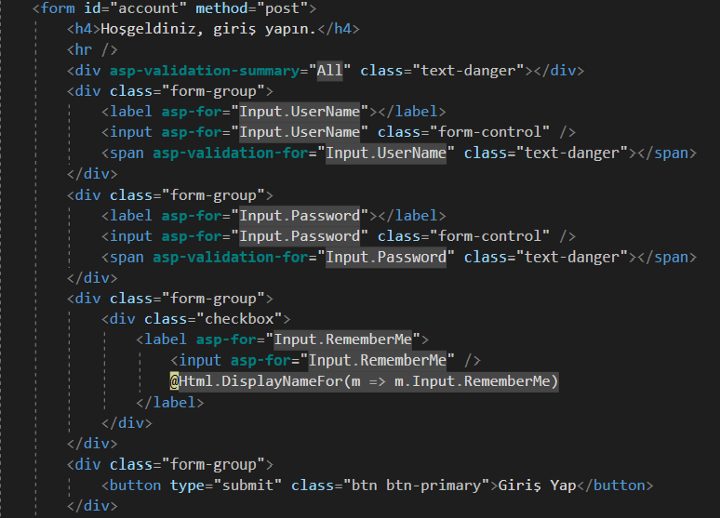 <form id="account" method="post">
<h4>Hoşgeldiniz, giriş yapın.</h4>
<hr />
<div asp-validation-summary="All" class="text-danger"></div>
<div class="form-group">
<label asp-for="Input.UserName"></label>
<input asp-for="Input.UserName" class="form-control" />
<span asp-validation-for="Input.UserName" class="text-danger"></span>
</div>
<div class="form-group">
<label asp-for="Input.Password"></label>
<input asp-for="Input.Password" class="form-control" />
<span asp-validation-for="Input.Password" class="text-danger"></span>
</div>
<div class="form-group">
<div class="checkbox">
<label asp-for="Input.RememberMe">
<input asp-for="Input.RememberMe" />
@Html.DisplayNameFor(m => m.Input.RememberMe)
</label>
</div>
</div>
<div class="form-group">
<button type="submit" class="btn btn-primary">Giriş Yap</button>
</div>